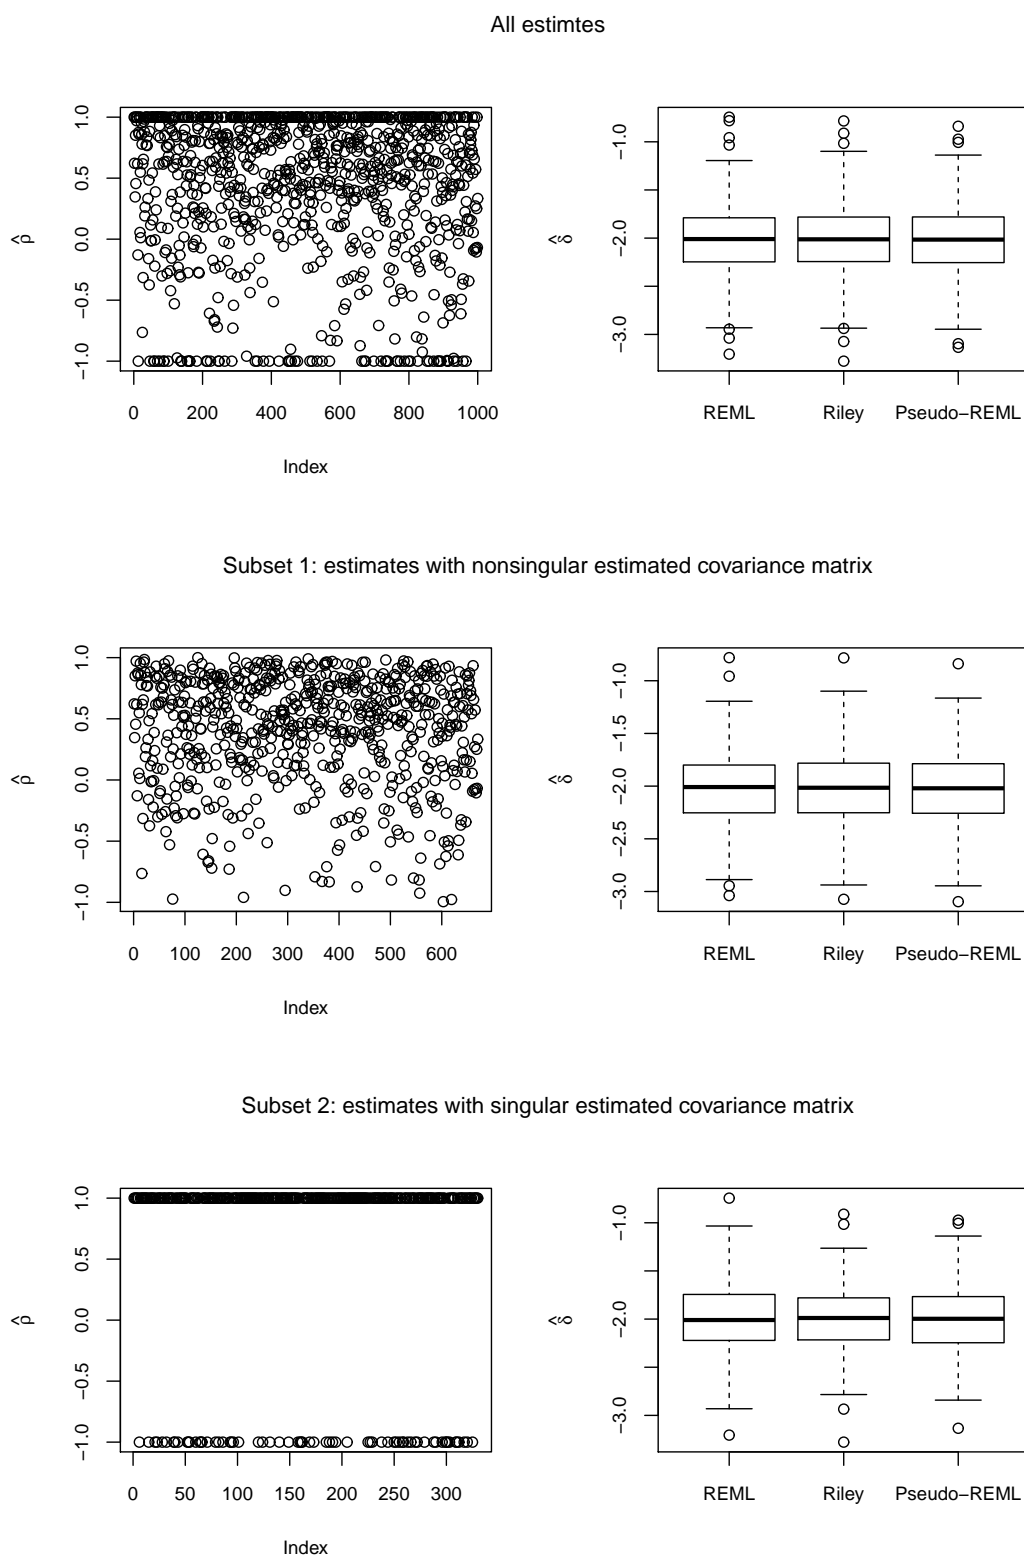 All estimtes
1.0
0.5
0.0
−0.5
−1.0
ρ̂
0 200 400 600 800 1000
Index
−1.0
−2.0
−3.0
δ̂
REML Riley Pseudo−REML
Subset 1: estimates with nonsingular estimated covariance matrix
1.0
0.5
0.0
−0.5
−1.0
ρ̂
0 100 200 300 400 500 600
Index
−1.0
−1.5
−2.0
−2.5
−3.0
δ̂
REML Riley Pseudo−REML
Subset 2: estimates with singular estimated covariance matrix
1.0
0.5
0.0
−0.5
−1.0
ρ̂
0 50 100 150 200 250 300
Index
−1.0
−2.0
−3.0
δ̂
REML Riley Pseudo−REML